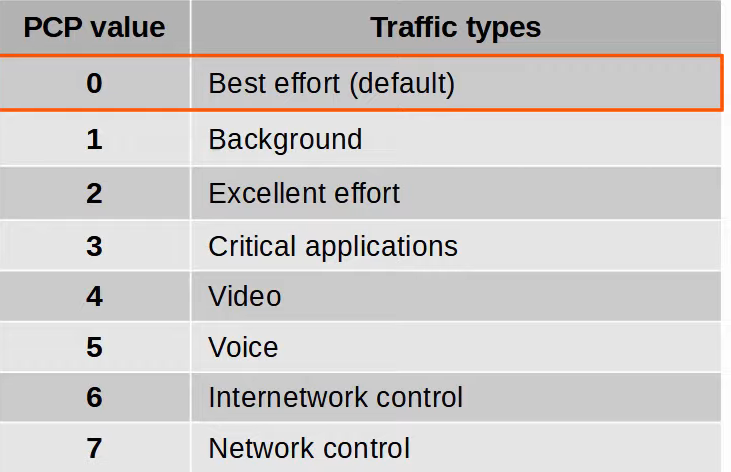 PCP value Traffic types
0 Best effort (default)
1 Background
2 Excellent effort
3 Critical applications
4 Video
5 Voice
6 Internetwork control
7 Network control